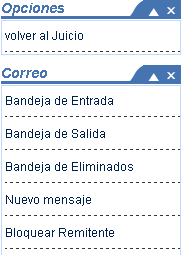 Opciones
volver al Juicio
Correo
Bandeja de Entrada
Bandeja de Salida
Bandeja de Eliminados
Nuevo mensaje
Bloquear Remitente